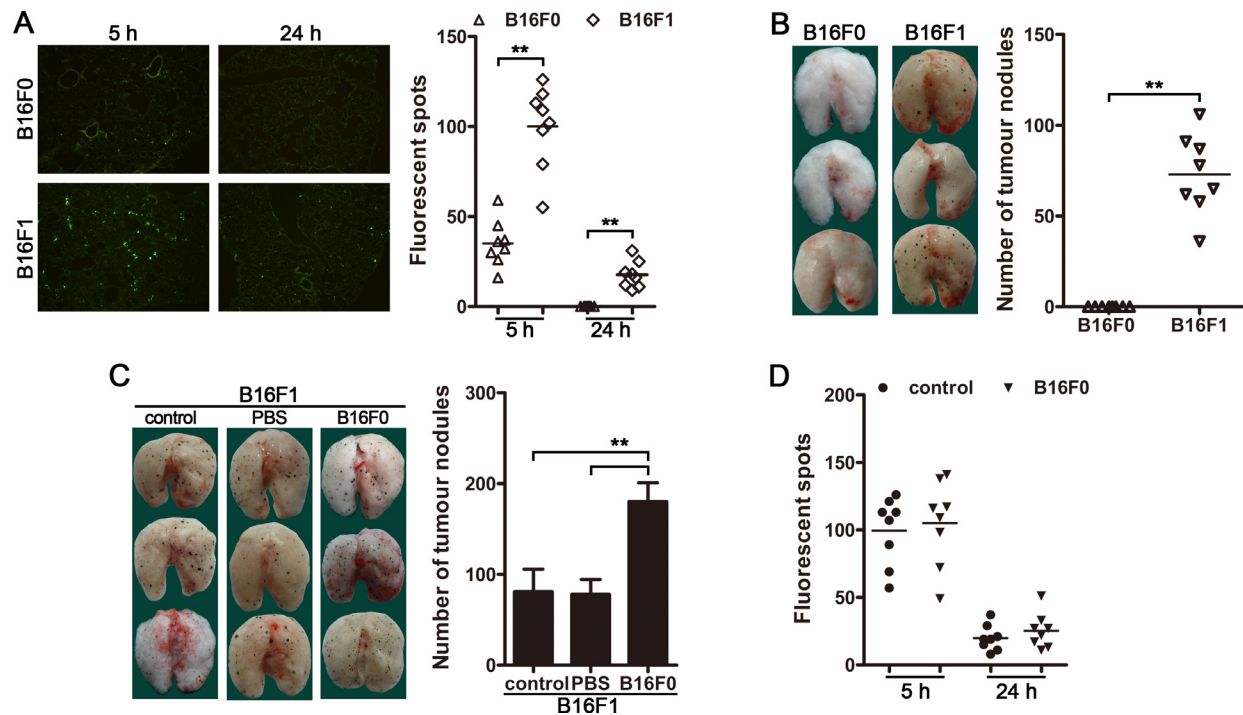 A
5 h
24 h
B16F0
B16F1
△ B16F0 ◇ B16F1
Fluorescent spots
150
100
50
0
**
**
5 h
24 h
B
B16F0
B16F1
Number of tumour nodules
150
100
50
0
**
B16F0
B16F1
C
B16F1
control
PBS
B16F0
Number of tumour nodules
300
200
100
0
**
control PBS B16F0
B16F1
D
● control ▼ B16F0
Fluorescent spots
200
150
100
50
0
5 h
24 h